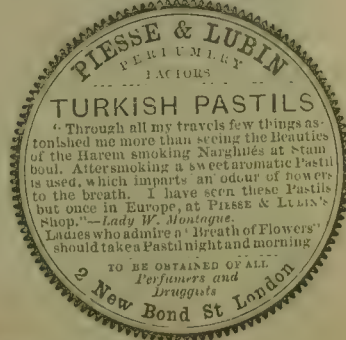 PIESSE & LUBIN
PERFUMERY
FACTORS
TURKISH PASTILS
"Through all my travels few things as-
tonished me more than seeing the Beauties
of the Harem smoking Narghilés at Stam
boul. After smoking a sweet aromatic Pastil
is used, which imparts an odour of flowers
to the breath. I have seen these Pastils
but once in Europe, at PIESSE & LUBIN'S
Shop."—Lady W. Montague.
Ladies who admire a "Breath of Flowers"
should take a Pastil night and morning
TO BE OBTAINED OF ALL
Perfumers and
Druggists
2 New Bond St London